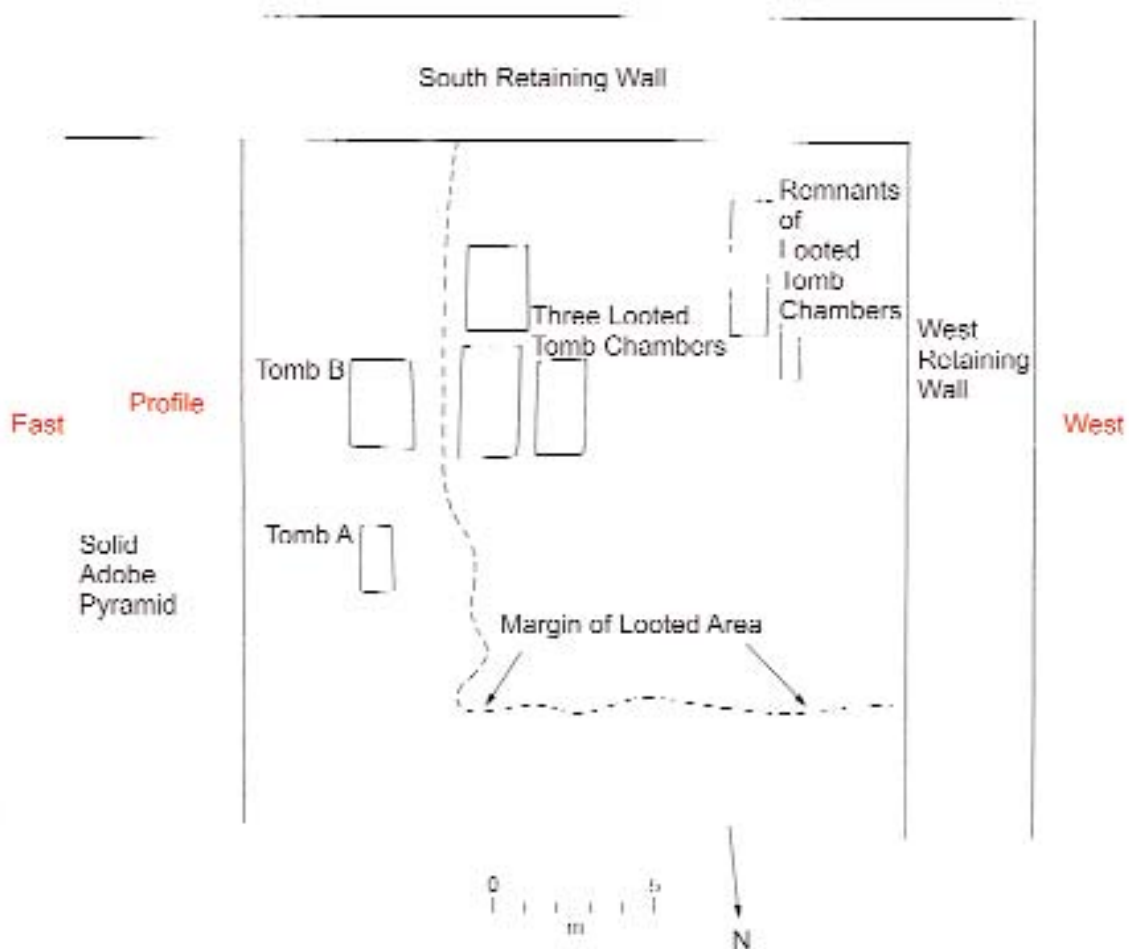 South Retaining Wall
Remnants
of
Looted
Tomb
Chambers
Three Looted
Tomb Chambers
West
Retaining
Wall
Tomb B
Profile
Fast
West
Tomb A
Solid
Adobe
Pyramid
Margin of Looted Area
0 5
m
N